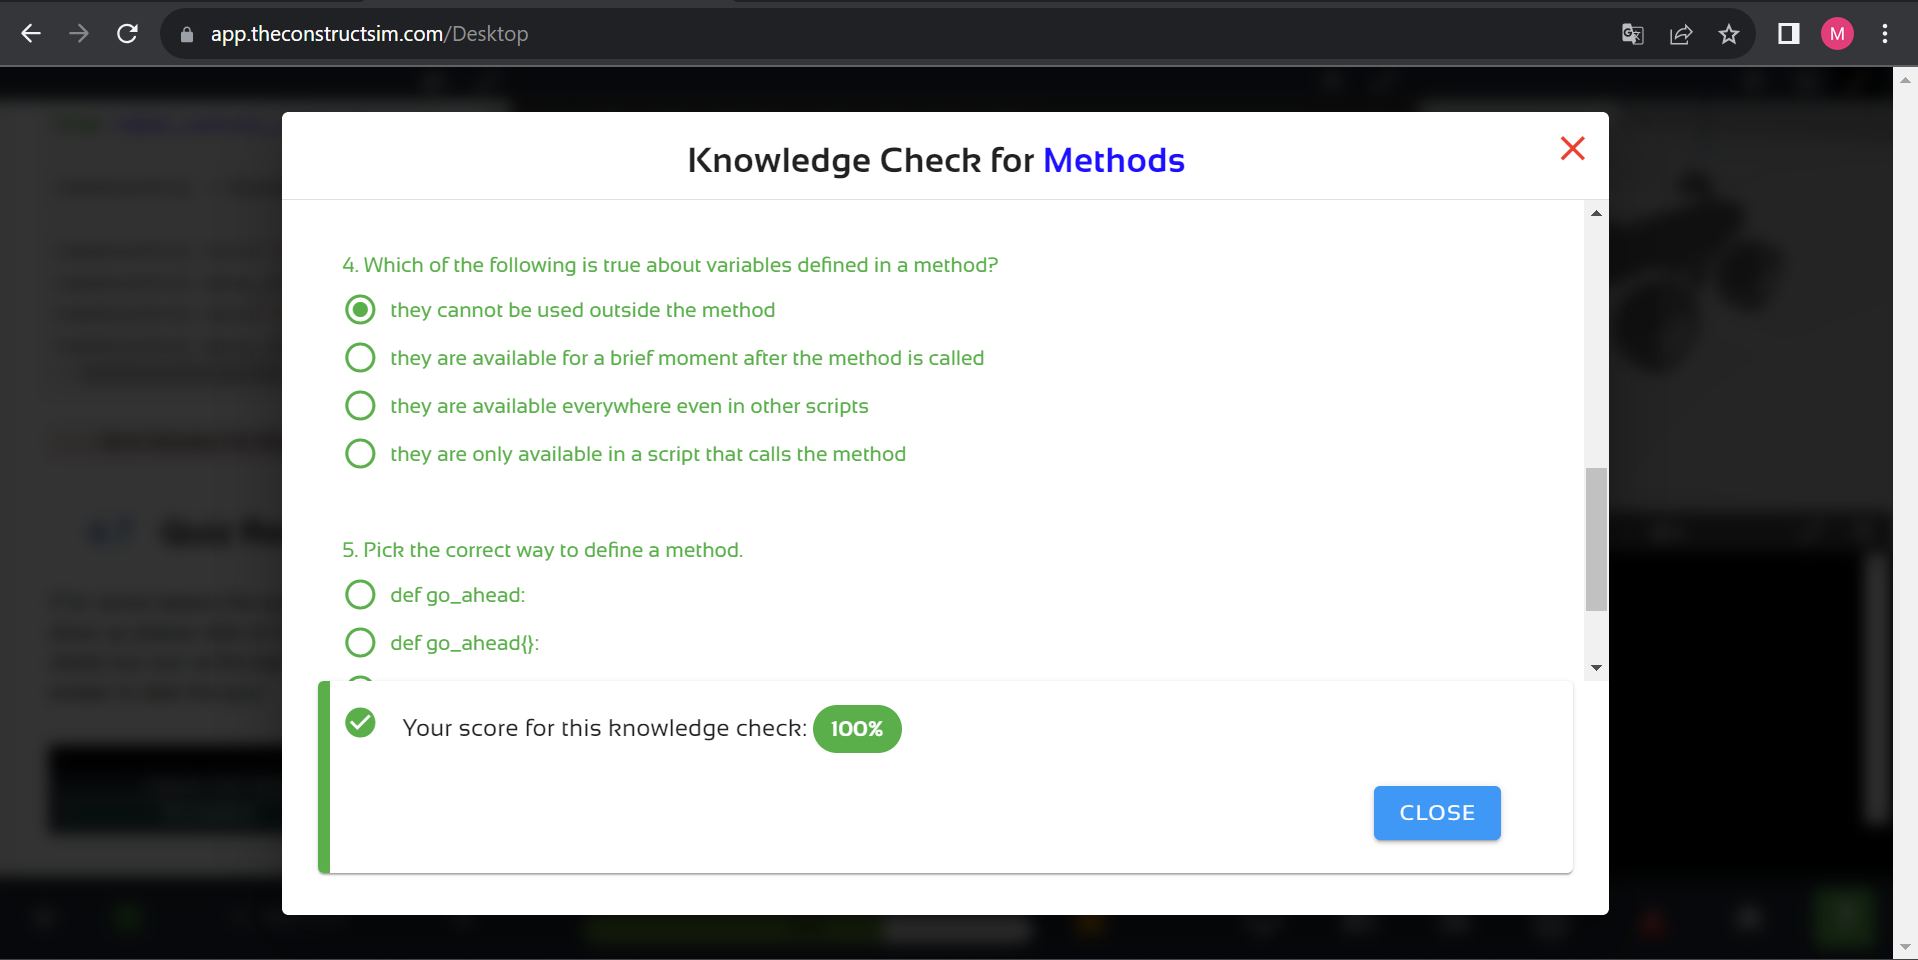 app.theconstructsim.com/Desktop
M
Knowledge Check for Methods
4. Which of the following is true about variables defined in a method?
they cannot be used outside the method
they are available for a brief moment after the method is called
they are available everywhere even in other scripts
they are only available in a script that calls the method
5. Pick the correct way to define a method.
def go_ahead:
def go_ahead{}:
Your score for this knowledge check: 100%
CLOSE